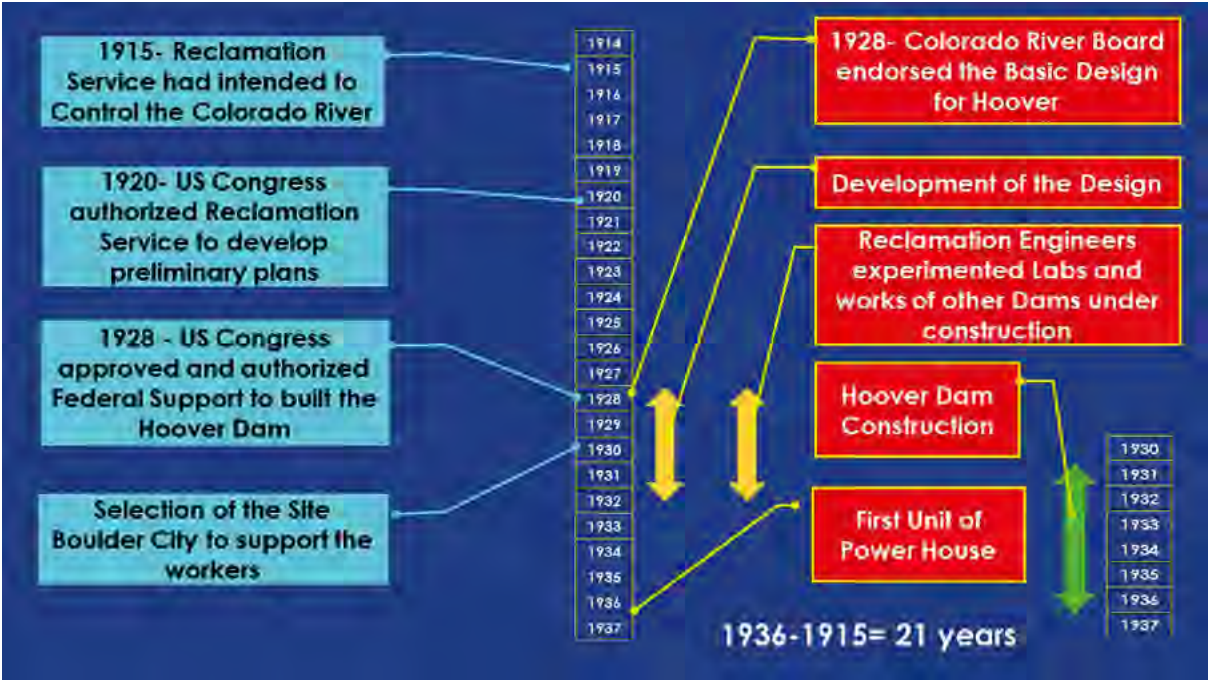 1915- Reclamation
Service had intended to
Control the Colorado River
1920- US Congress
authorized Reclamation
Service to develop
preliminary plans
1928 - US Congress
approved and authorized
Federal Support to built the
Hoover Dam
Selection of the Site
Boulder City to support the
workers
1914
1915
1916
1917
1918
1919
1920
1921
1922
1923
1924
1925
1926
1927
1928
1929
1930
1931
1932
1933
1934
1935
1936
1937
1928- Colorado River Board
endorsed the Basic Design
for Hoover
Development of the Design
Reclamation Engineers
experimented Labs and
works of other Dams under
construction
Hoover Dam
Construction
First Unit of
Power House
1930
1931
1932
1933
1934
1935
1936
1937
1936-1915= 21 years